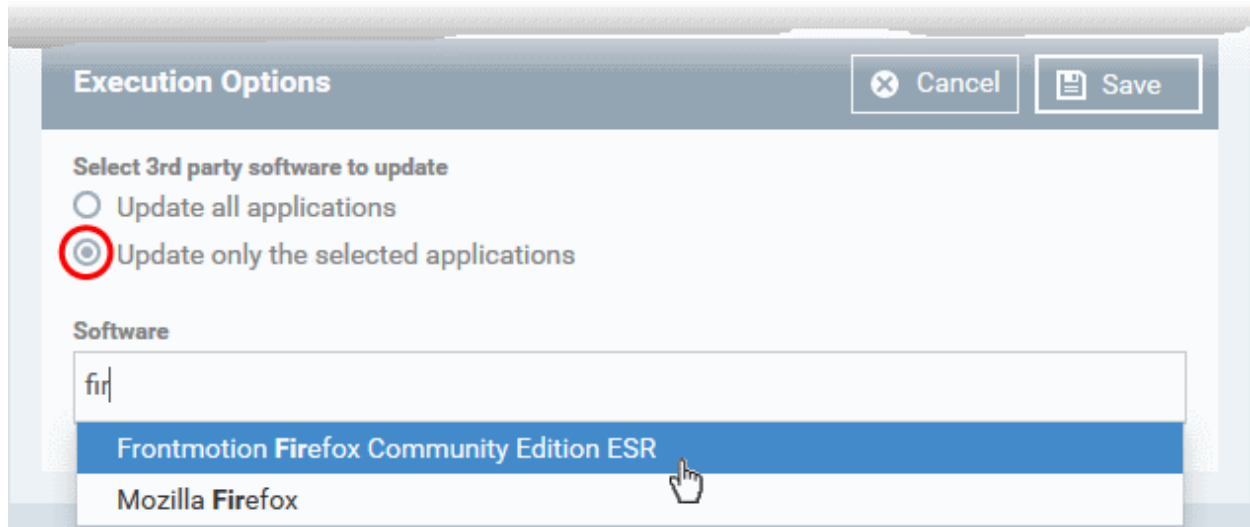 Execution Options
Cancel
Save
Select 3rd party software to update
Update all applications
Update only the selected applications
Software
fir
Frontmotion Firefox Community Edition ESR
Mozilla Firefox